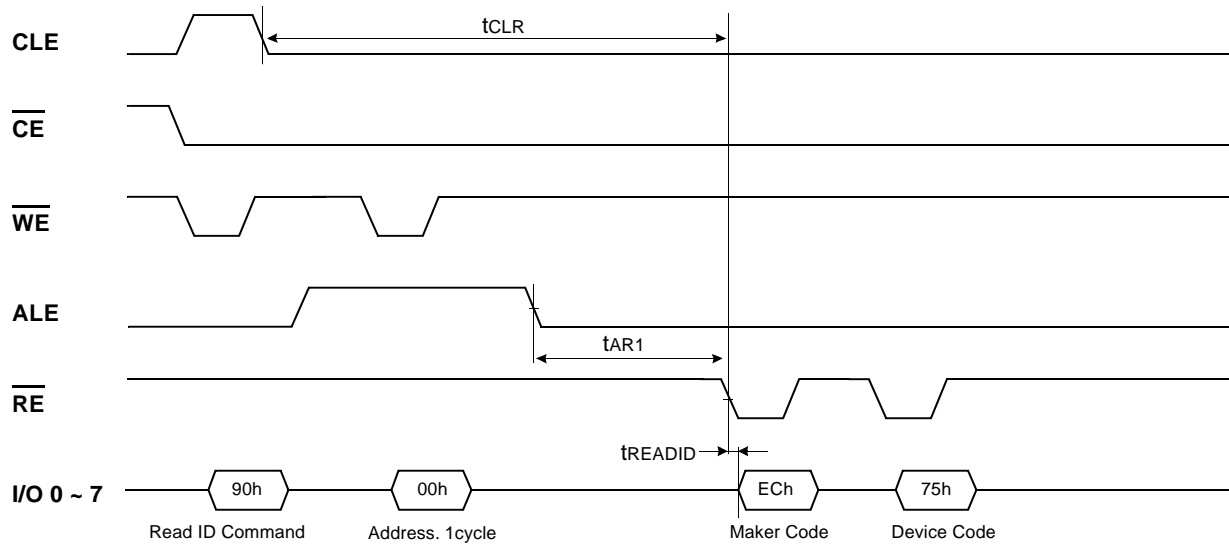 CLE
tCLR
CE
WE
ALE
tAR1
RE
tREADID
I/O 0 ~ 7
90h
00h
ECh
75h
Read ID Command
Address. 1cycle
Maker Code
Device Code